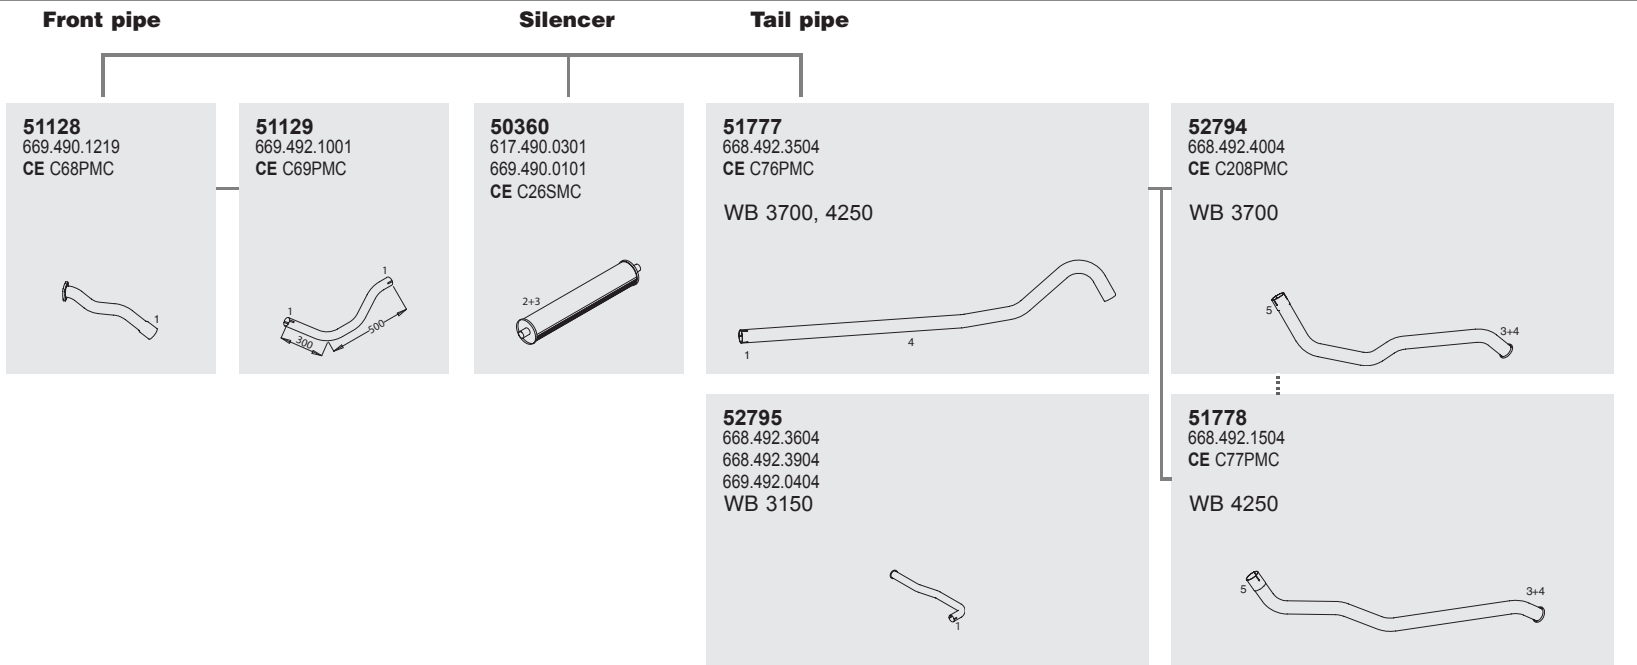 Front pipe
Silencer
Tail pipe
51128
669.490.1219
CE C68PMC
1
51129
669.492.1001
CE C69PMC
1
1
300
500
50360
617.490.0301
669.490.0101
CE C26SMC
2+3
51777
668.492.3504
CE C76PMC
WB 3700, 4250
1
4
52794
668.492.4004
CE C208PMC
WB 3700
5
3+4
52795
668.492.3604
668.492.3904
669.492.0404
WB 3150
1
51778
668.492.1504
CE C77PMC
WB 4250
5
3+4